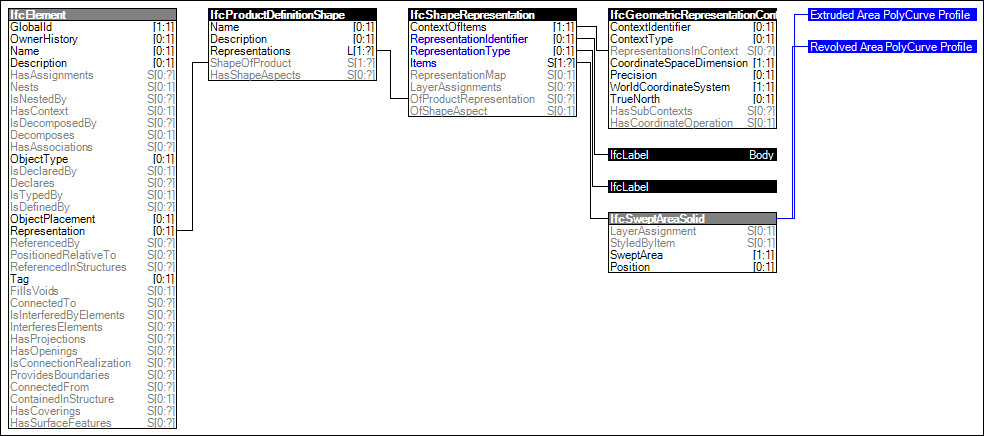 IfcElement
GlobalId [1:1]
OwnerHistory [0:1]
Name [0:1]
Description [0:1]
HasAssignments S[0:?]
Nests S[0:1]
IsNestedBy S[0:?]
HasContext S[0:1]
IsDecomposedBy S[0:?]
Decomposes S[0:1]
HasAssociations S[0:?]
ObjectType [0:1]
IsDeclaredBy S[0:1]
Declares S[0:?]
IsTypedBy S[0:1]
IsDefinedBy S[0:?]
ObjectPlacement [0:1]
Representation [0:1]
ReferencedBy S[0:?]
PositionedRelativeTo S[0:?]
ReferencedInStructures S[0:?]
Tag [0:1]
FillsVoids S[0:1]
ConnectedTo S[0:?]
IsInterferedByElements S[0:?]
InterferesElements S[0:?]
HasProjections S[0:?]
HasOpenings S[0:?]
IsConnectionRealization S[0:?]
ProvidesBoundaries S[0:?]
ConnectedFrom S[0:?]
ContainedInStructure S[0:1]
HasCoverings S[0:?]
HasSurfaceFeatures S[0:?]
IfcProductDefinitionShape
Name [0:1]
Description [0:1]
Representations L[1:?]
ShapeOfProduct S[1:?]
HasShapeAspects S[0:?]
IfcShapeRepresentation
ContextOfItems [1:1]
RepresentationIdentifier [0:1]
RepresentationType [0:1]
Items S[1:?]
RepresentationMap S[0:1]
LayerAssignments S[0:?]
OfProductRepresentation S[0:?]
OfShapeAspect S[0:1]
IfcGeometricRepresentationCont
ContextIdentifier [0:1]
ContextType [0:1]
RepresentationsInContext S[0:?]
CoordinateSpaceDimension [1:1]
Precision [0:1]
WorldCoordinateSystem [1:1]
TrueNorth [0:1]
HasSubContexts S[0:?]
HasCoordinateOperation S[0:1]
IfcLabel Body
IfcLabel
IfcSweptAreaSolid
LayerAssignment S[0:1]
StyledByItem S[0:1]
SweptArea [1:1]
Position [0:1]
Extruded Area PolyCurve Profile
Revolved Area PolyCurve Profile